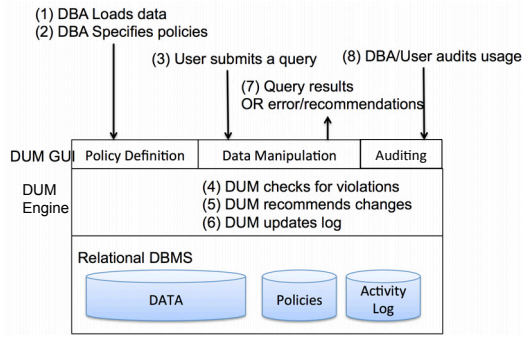 (1) DBA Loads data
(2) DBA Specifies policies
(3) User submits a query
(8) DBA/User audits usage
(7) Query results
OR error/recommendations
DUM GUI
Policy Definition
Data Manipulation
Auditing
DUM
Engine
(4) DUM checks for violations
(5) DUM recommends changes
(6) DUM updates log
Relational DBMS
DATA
Policies
Activity
Log